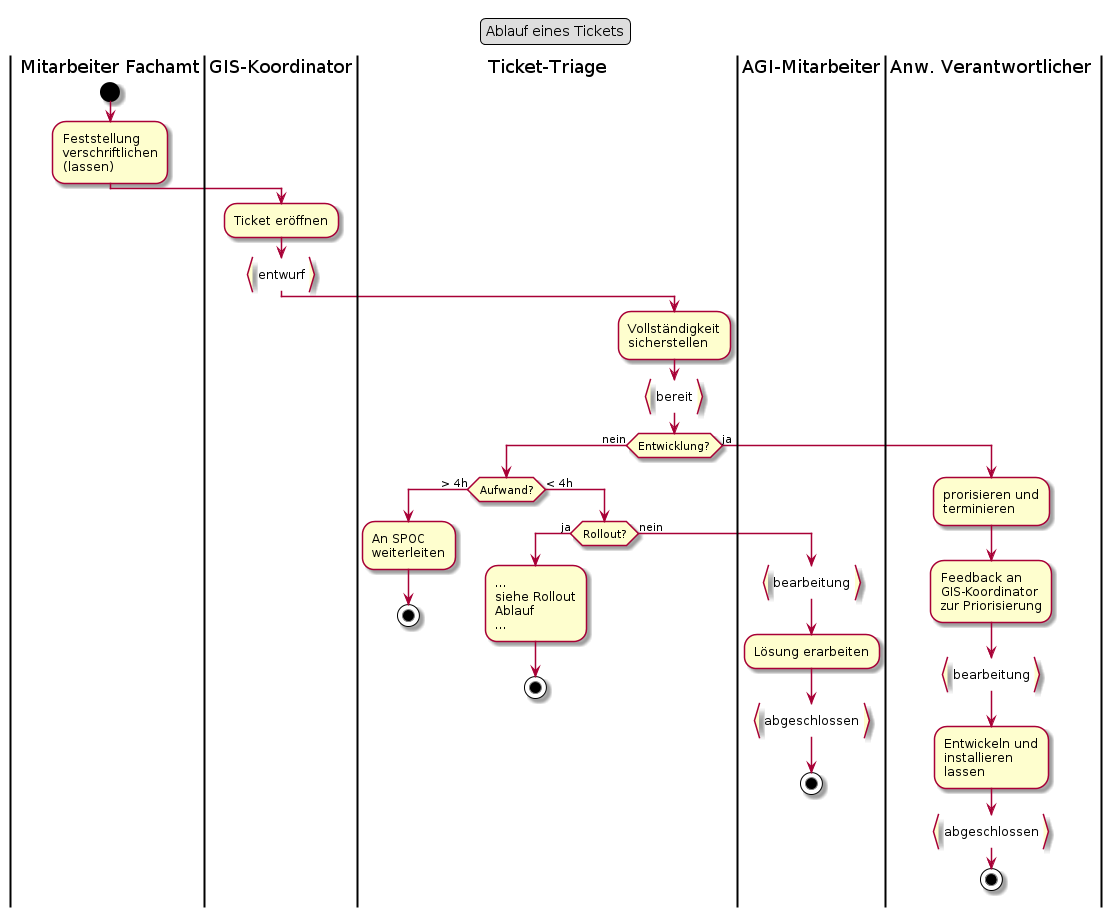 Ablauf eines Tickets
Mitarbeiter Fachamt
GIS-Koordinator
Ticket-Triage
AGI-Mitarbeiter
Anw. Verantwortlicher
Feststellung
verschriftlichen
(lassen)
Ticket eröffnen
entwurf
Vollständigkeit
sicherstellen
bereit
nein
Entwicklung?
ja
> 4h
Aufwand?
< 4h
An SPOC
weiterleiten
ja
Rollout?
nein
...
siehe Rollout
Ablauf
...
bearbeitung
Lösung erarbeiten
abgeschlossen
prorisieren und
terminieren
Feedback an
GIS-Koordinator
zur Priorisierung
bearbeitung
Entwickeln und
installieren
lassen
abgeschlossen